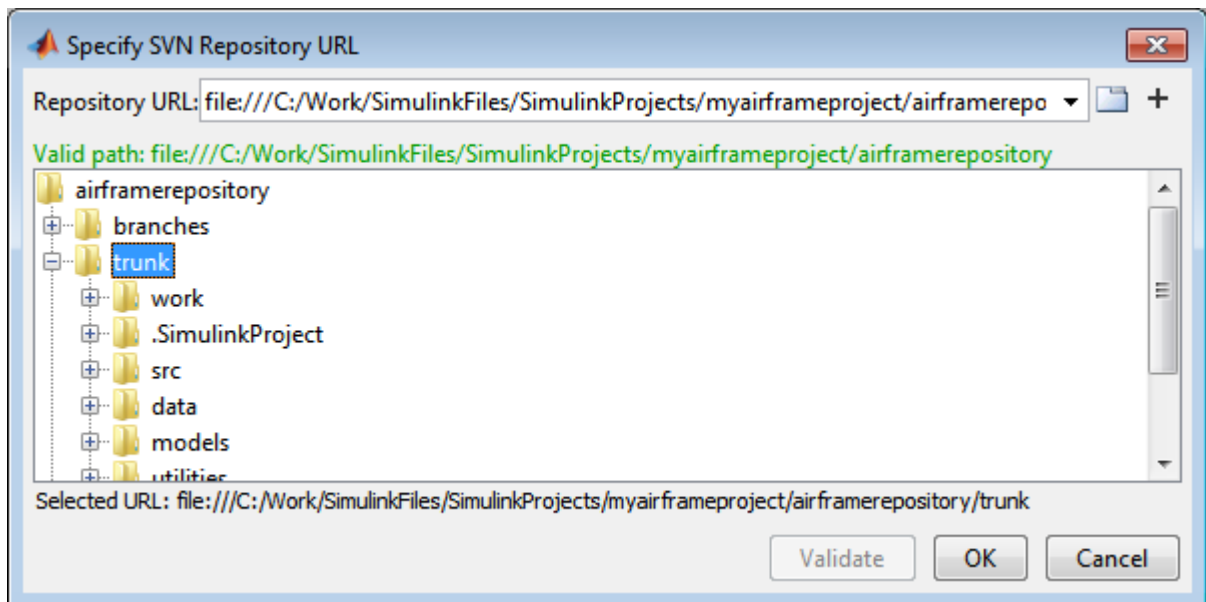 Specify SVN Repository URL
Repository URL: file:///C:/Work/SimulinkFiles/SimulinkProjects/myairframeproject/airframerepo
Valid path: file:///C:/Work/SimulinkFiles/SimulinkProjects/myairframeproject/airframerepository
airframerepository
branches
trunk
work
.SimulinkProject
src
data
models
utilities
Selected URL: file:///C:/Work/SimulinkFiles/SimulinkProjects/myairframeproject/airframerepository/trunk
Validate OK Cancel